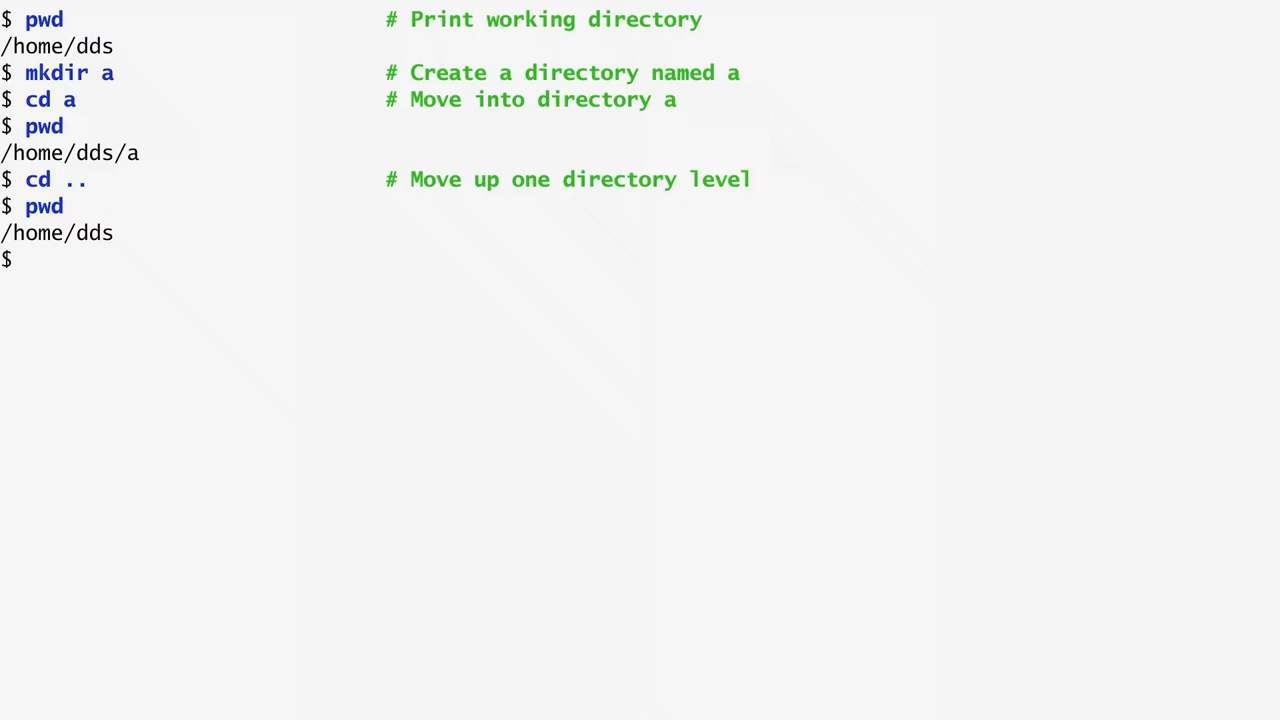 $ pwd # Print working directory
/home/dds
$ mkdir a # Create a directory named a
$ cd a # Move into directory a
$ pwd
/home/dds/a
$ cd .. # Move up one directory level
$ pwd
/home/dds
$